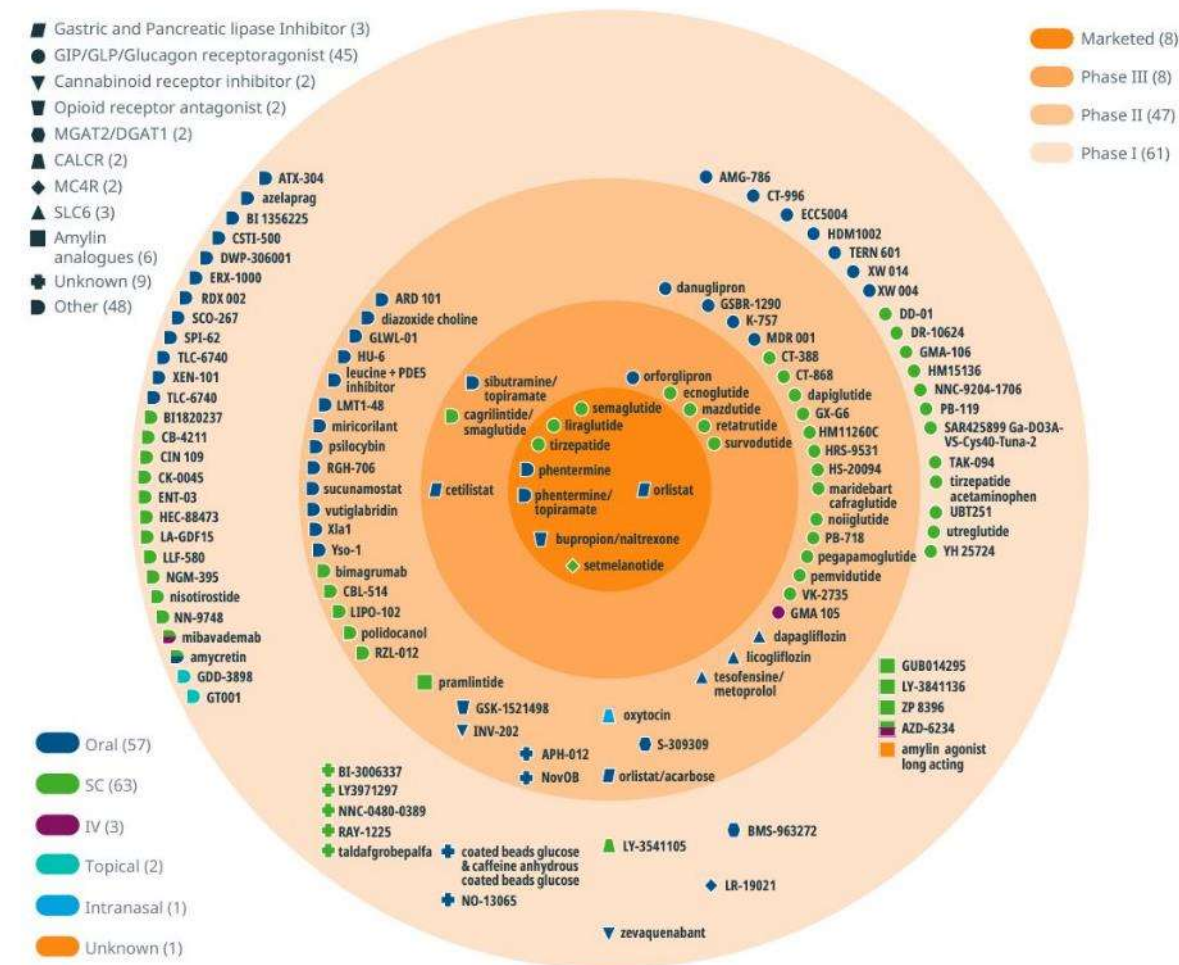 Gastric and Pancreatic lipase Inhibitor (3)
GIP/GLP/Glucagon receptoragonist (45)
Cannabinoid receptor inhibitor (2)
Opioid receptor antagonist (2)
MGAT2/DGAT1 (2)
CALCR (2)
MC4R (2)
SLC6 (3)
Amylin
analogues (6)
Unknown (9)
Other (48)
Marketed (8)
Phase III (8)
Phase II (47)
Phase I (61)
ATX-304
azelaprag
BI 1356225
CSTI-500
DWP-306001
ERX-1000
RDX 002
SCO-267
SPI-62
TLC-6740
XEN-101
TLC-6740
BI1820237
CB-4211
CIN 109
CK-0045
ENT-03
HEC-88473
LA-GDF15
LLF-580
NGM-395
nisotirostide
NN-9748
mibavademab
amycretin
GDD-3898
GT001
ARD 101
diazoxide choline
GLWL-01
HU-6
leucine + PDE5
inhibitor
LMT1-48
miricorilant
psilocybin
RGH-706
sucunamostat
vutiglabridin
Xla1
Yso-1
bimagrumab
CBL-514
LIPO-102
polidocanol
RZL-012
pramlintide
GSK-1521498
INV-202
APH-012
NovOB
sibutramine/
topiramate
cagrilintide/
smaglutide
cetilistat
semaglutide
liraglutide
tirzepatide
phentermine
phentermine/
topiramate
orlistat
bupropion/naltrexone
setmelanotide
orforglipron
ecnoglutide
mazdutide
retatrutide
survodutide
danuglipron
GSBR-1290
K-757
MDR 001
CT-388
CT-868
dapiglutide
GX-G6
HM11260C
HRS-9531
HS-20094
maridebart
cafraglutide
noiiglutide
PB-718
pegapamoglutide
pemvidutide
VK-2735
GMA 105
dapagliflozin
licogliflozin
tesofensine/
metoprolol
oxytocin
S-309309
orlistat/acarbose
AMG-786
CT-996
ECC5004
HDM1002
TERN 601
XW 014
XW 004
DD-01
DR-10624
GMA-106
HM15136
NNC-9204-1706
PB-119
SAR425899 Ga-DO3A-
VS-Cys40-Tuna-2
TAK-094
tirzepatide
acetaminophen
UBT251
utreglutide
YH 25724
GUB014295
LY-3841136
ZP 8396
AZD-6234
amylin agonist
long acting
BI-3006337
LY3971297
NNC-0480-0389
RAY-1225
taldafgrobepalfa
coated beads glucose
& caffeine anhydrous
coated beads glucose
NO-13065
LY-3541105
BMS-963272
LR-19021
zevaquenabant
Oral (57)
SC (63)
IV (3)
Topical (2)
Intranasal (1)
Unknown (1)